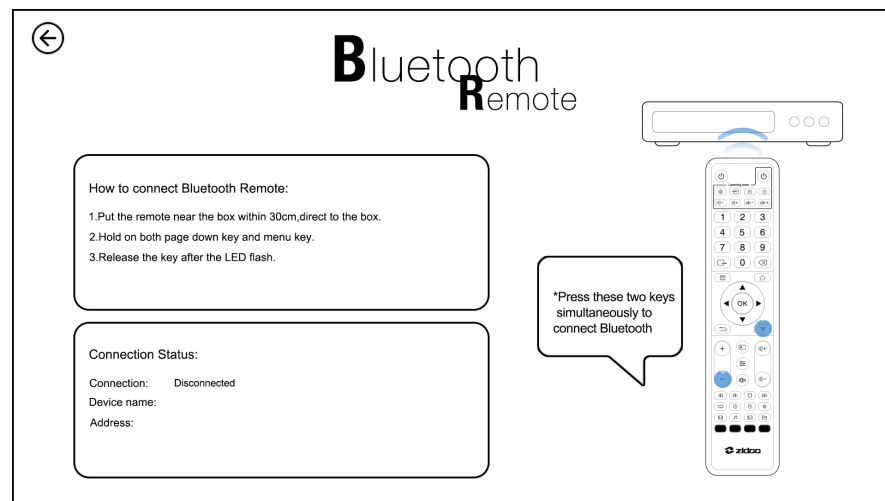 Bluetooth
Remote
How to connect Bluetooth Remote:
1.Put the remote near the box within 30cm,direct to the box.
2.Hold on both page down key and menu key.
3.Release the key after the LED flash.
*Press these two keys
simultaneously to
connect Bluetooth
Connection Status:
Connection: Disconnected
Device name:
Address:
1 2 3
4 5 6
7 8 9
0
OK
zidoo